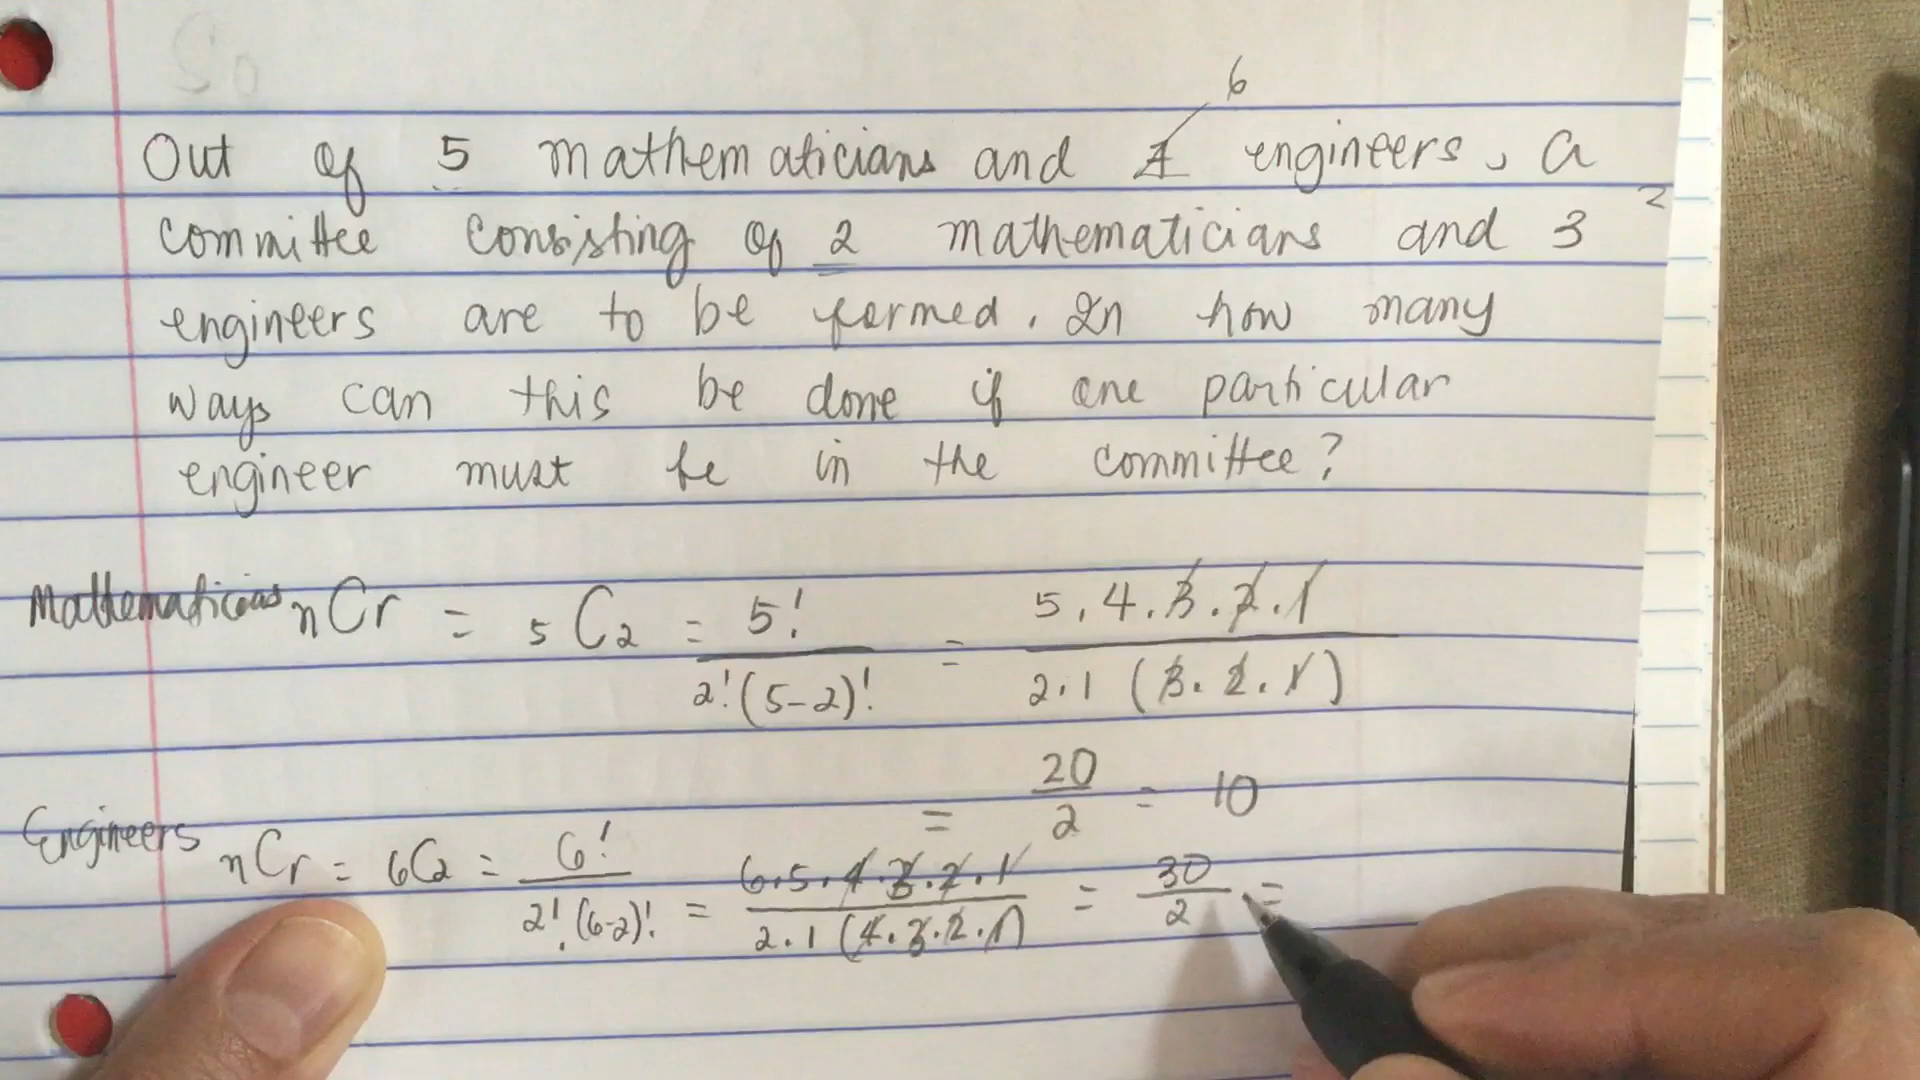 6
Out of 5 mathematicians and 7 engineers, a
2
committee consisting of 2 mathematicians and 3
engineers are to be formed. In how many
ways can this be done if one particular
engineer must be in the committee?
Mathematicians nCr = 5C2 = 5! / 2!(5-2)! = 5.4.3.2.1 / 2.1 (3.2.1)
= 20/2 = 10
Engineers nCr = 6C2 = 6! / 2!(6-2)! = 6.5.4.3.2.1 / 2.1 (4.3.2.1) = 30/2 =